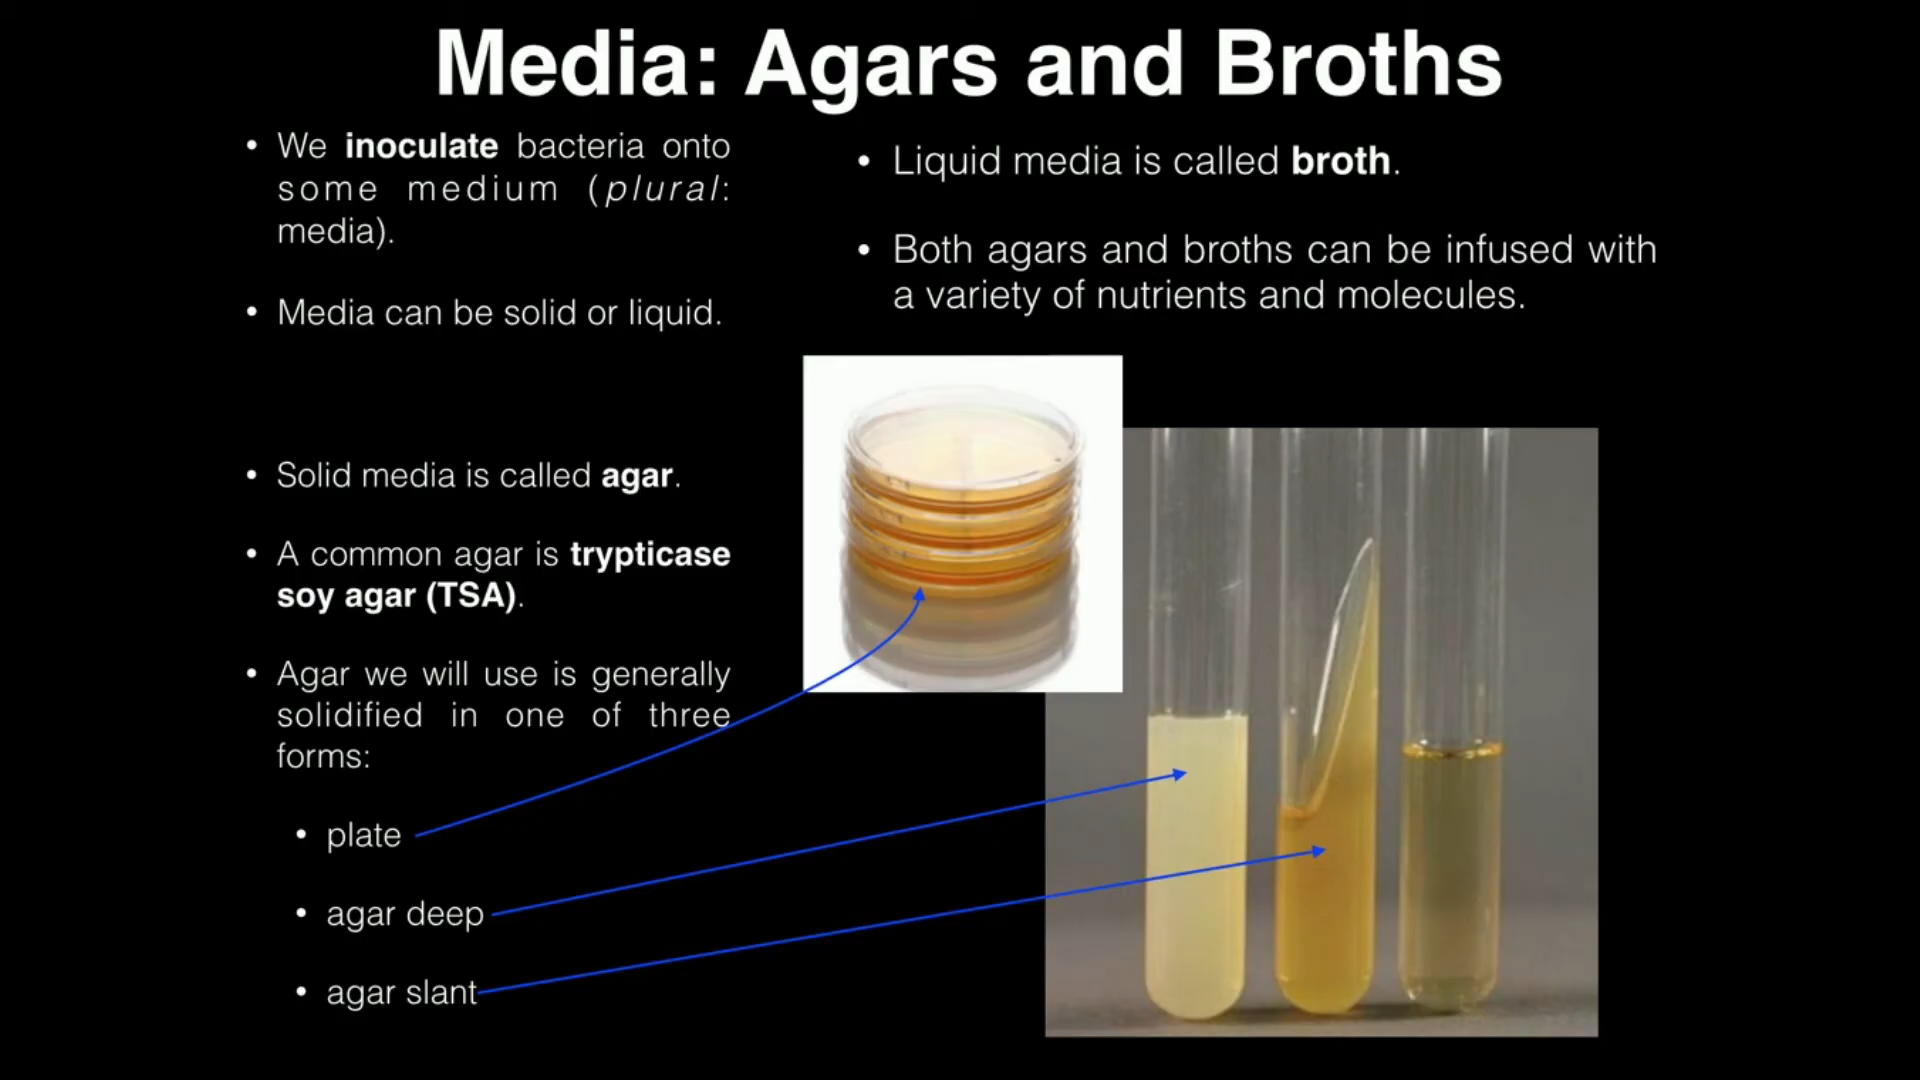 Media: Agars and Broths
• We inoculate bacteria onto
some medium (plural:
media).
• Media can be solid or liquid.
• Solid media is called agar.
• A common agar is trypticase
soy agar (TSA).
• Agar we will use is generally
solidified in one of three
forms:
• plate
• agar deep
• agar slant
• Liquid media is called broth.
• Both agars and broths can be infused with
a variety of nutrients and molecules.